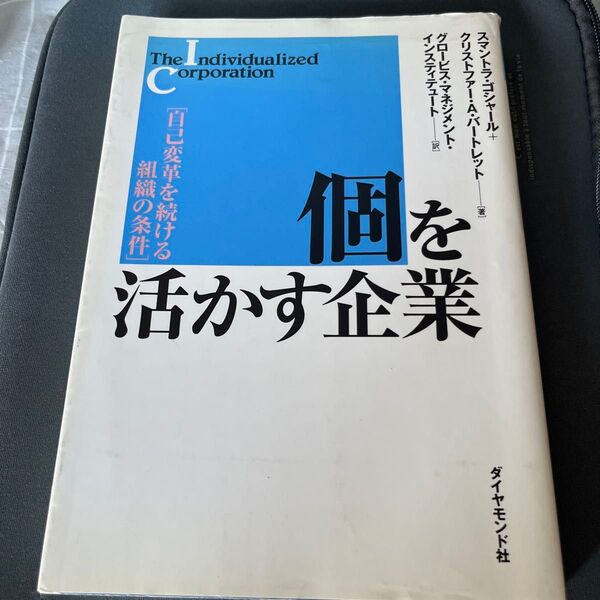 The Individualized
Corporation
[自己変革を続ける
組織の条件]
スマントラ・ゴシャール+
クリストファー・A・バートレット──[著]
グロービス・マネジメント・
インスティテュート──[訳]
個を
活かす企業
ダイヤモンド社